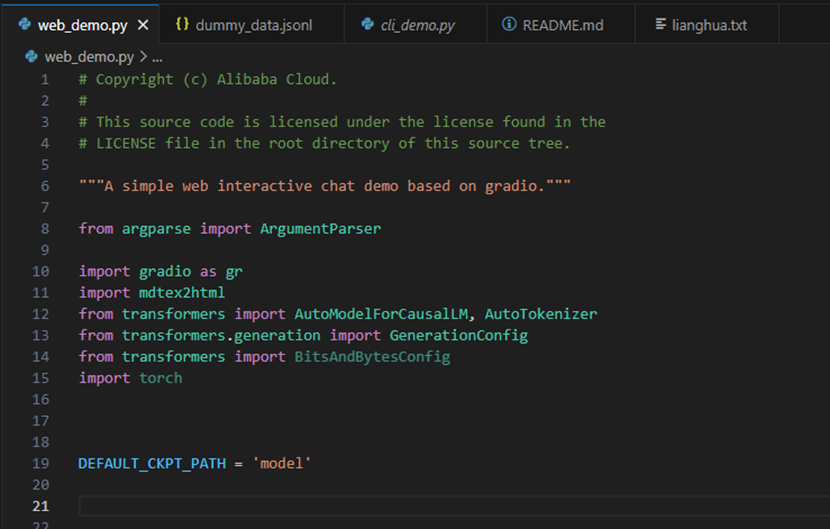 web_demo.py
dummy_data.jsonl
cli_demo.py
README.md
lianghua.txt
web_demo.py > ...
1 # Copyright (c) Alibaba Cloud.
2 #
3 # This source code is licensed under the license found in the
4 # LICENSE file in the root directory of this source tree.
5
6 """A simple web interactive chat demo based on gradio."""
7
8 from argparse import ArgumentParser
9
10 import gradio as gr
11 import mdtex2html
12 from transformers import AutoModelForCausalLM, AutoTokenizer
13 from transformers.generation import GenerationConfig
14 from transformers import BitsAndBytesConfig
15 import torch
16
17
18
19 DEFAULT_CKPT_PATH = 'model'
20
21
22